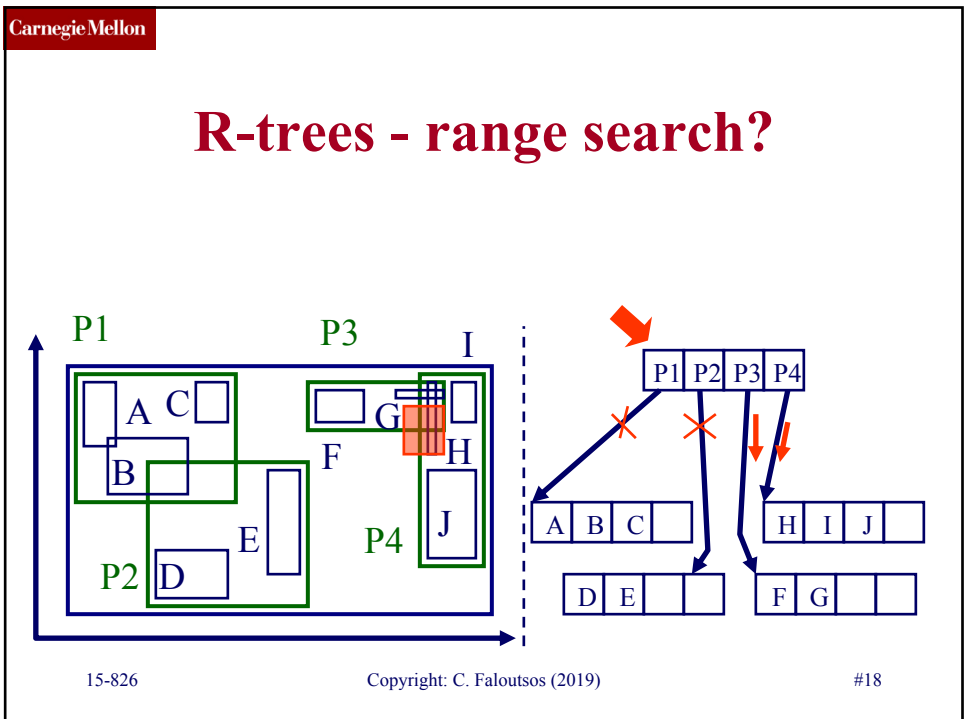 Carnegie Mellon
R-trees - range search?
P1
P3
I
A
C
G
B
F
H
E
J
P2
D
P4
P1 P2 P3 P4
A B C
H I J
D E
F G
15-826 Copyright: C. Faloutsos (2019) #18